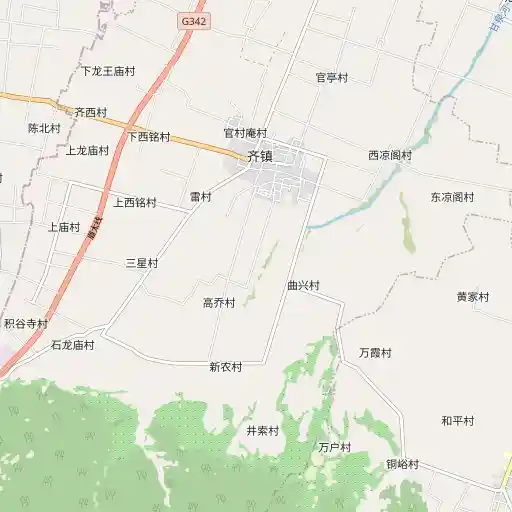 G342
甘泉河
下龙王庙村
官亭村
齐西村
陈北村
下西铭村
官村庵村
上龙庙村
齐镇
西凉阁村
上西铭村
雷村
东凉阁村
上庙村
三星村
曲兴村
高乔村
黄家村
积谷寺村
石龙庙村
万霞村
新农村
和平村
井索村
万户村
铜峪村